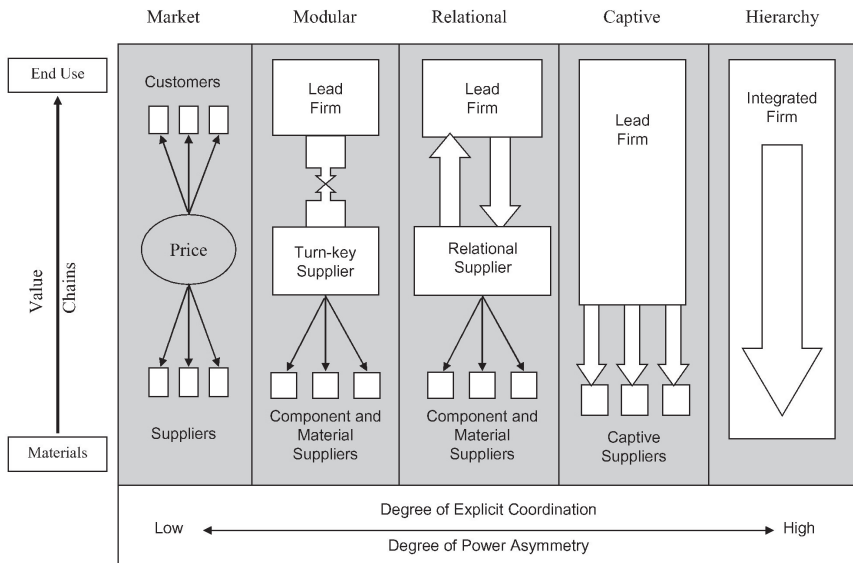 Market
Modular
Relational
Captive
Hierarchy
End Use
Value
Chains
Materials
Customers
Price
Suppliers
Lead
Firm
Turn-key
Supplier
Component and
Material
Suppliers
Lead
Firm
Relational
Supplier
Component and
Material
Suppliers
Lead
Firm
Captive
Suppliers
Integrated
Firm
Degree of Explicit Coordination
Low
High
Degree of Power Asymmetry